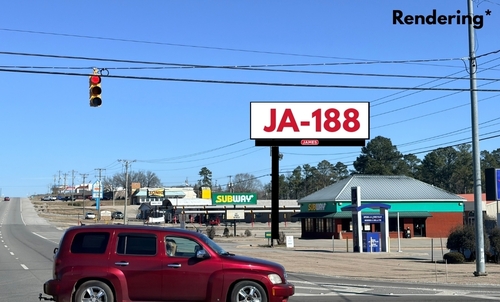 Rendering*
JA-188
JAMES
SUBWAY